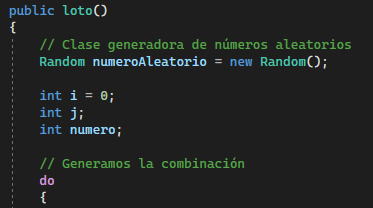 public loto()
{
// Clase generadora de números aleatorios
Random numeroAleatorio = new Random();
int i = 0;
int j;
int numero;
// Generamos la combinación
do
{